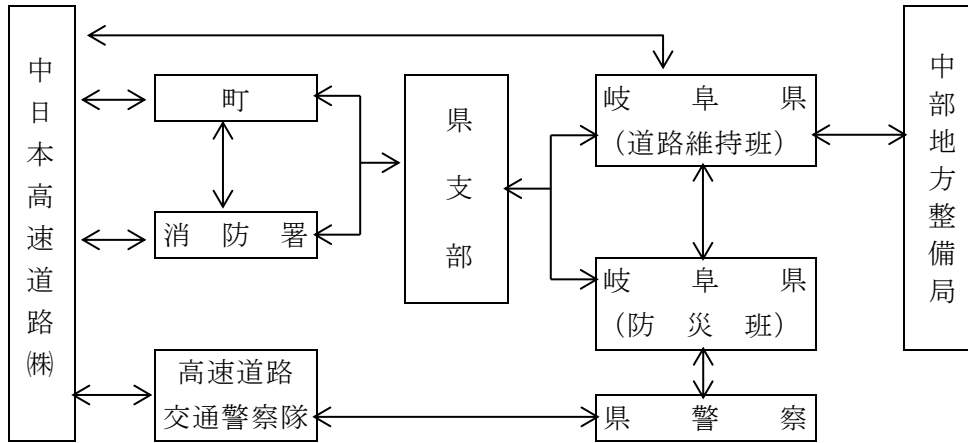 中日本高速道路㈱
町
消防署
高速道路
交通警察隊
県支部
岐阜県
（道路維持班）
岐阜県
（防災班）
県警察
中部地方整備局